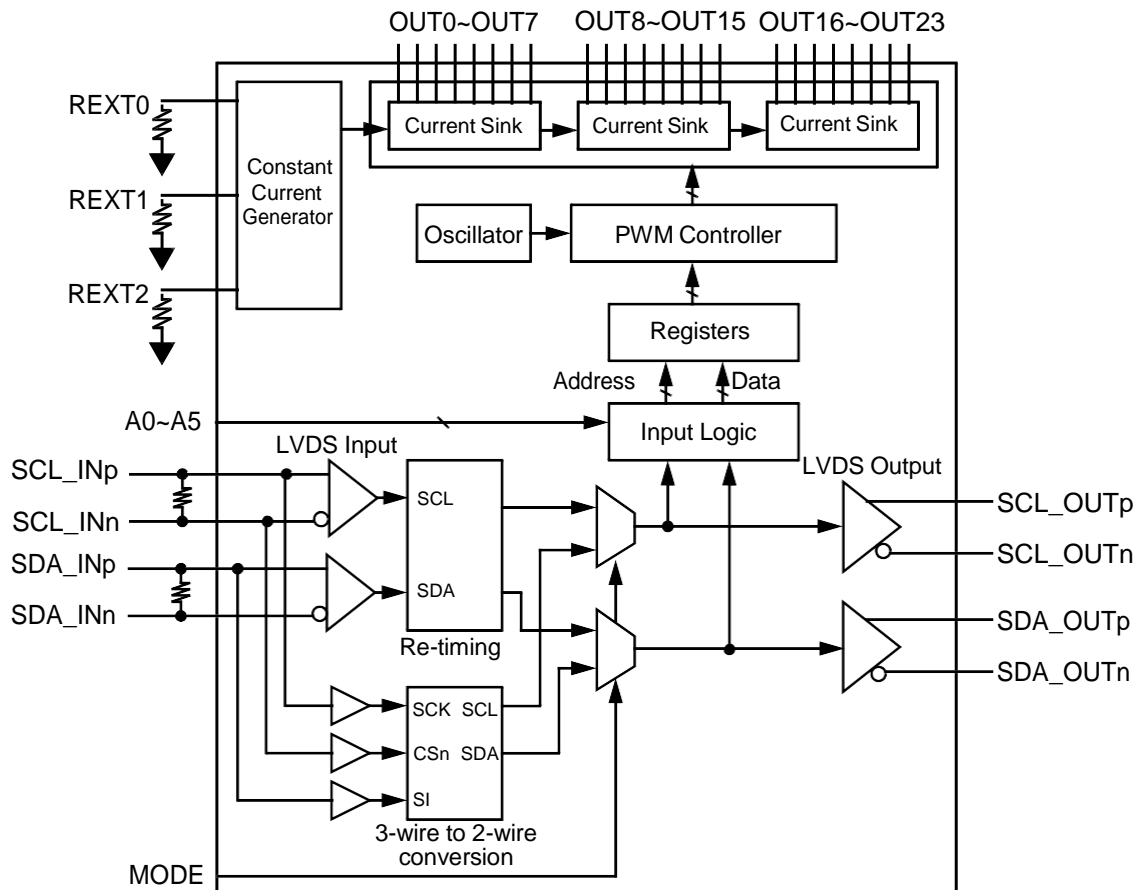 OUT0~OUT7 OUT8~OUT15 OUT16~OUT23
REXT0
REXT1
REXT2
Constant
Current
Generator
Current Sink
Current Sink
Current Sink
Oscillator
PWM Controller
Registers
Address Data
A0~A5
Input Logic
LVDS Input
LVDS Output
SCL_INp
SCL_INn
SDA_INp
SDA_INn
SCL
SDA
Re-timing
SCL_OUTp
SCL_OUTn
SDA_OUTp
SDA_OUTn
SCK SCL
CSn SDA
SI
3-wire to 2-wire
conversion
MODE